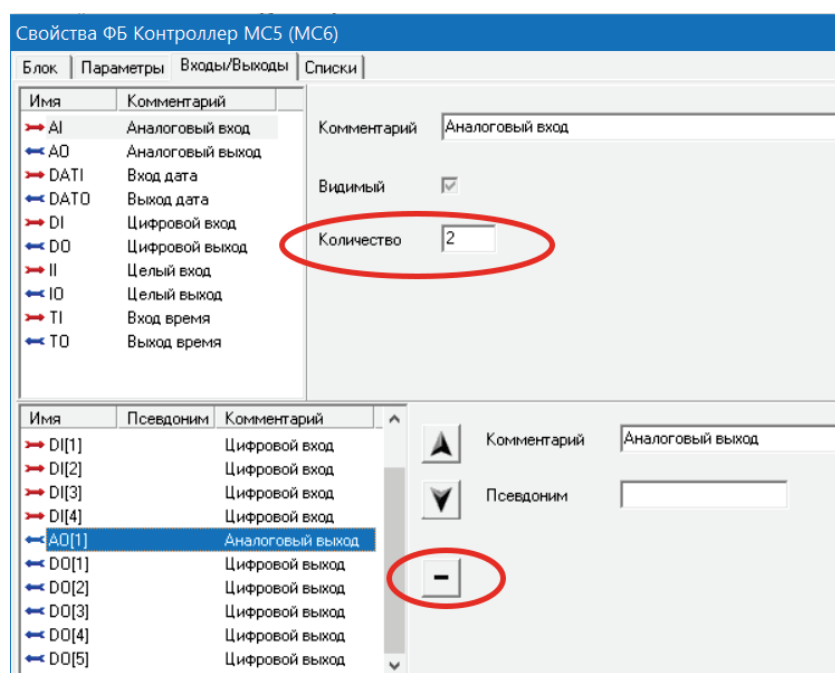 Свойства ФБ Контроллер MC5 (MC6)
Блок Параметры Входы/Выходы Списки
Имя Комментарий
AI Аналоговый вход
AO Аналоговый выход
DATI Вход дата
DATO Выход дата
DI Цифровой вход
DO Цифровой выход
II Целый вход
IO Целый выход
TI Вход время
TO Выход время
Комментарий Аналоговый вход
Видимый
Количество 2
Имя Псевдоним Комментарий
DI[1] Цифровой вход
DI[2] Цифровой вход
DI[3] Цифровой вход
DI[4] Цифровой вход
AO[1] Аналоговый выход
DO[1] Цифровой выход
DO[2] Цифровой выход
DO[3] Цифровой выход
DO[4] Цифровой выход
DO[5] Цифровой выход
Комментарий Аналоговый выход
Псевдоним